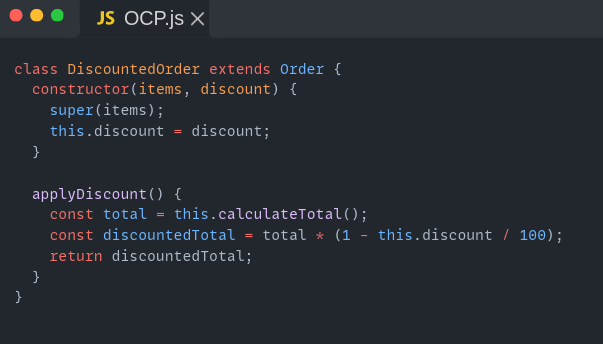 JS OCP.js
class DiscountedOrder extends Order {
  constructor(items, discount) {
    super(items);
    this.discount = discount;
  }

  applyDiscount() {
    const total = this.calculateTotal();
    const discountedTotal = total * (1 - this.discount / 100);
    return discountedTotal;
  }
}